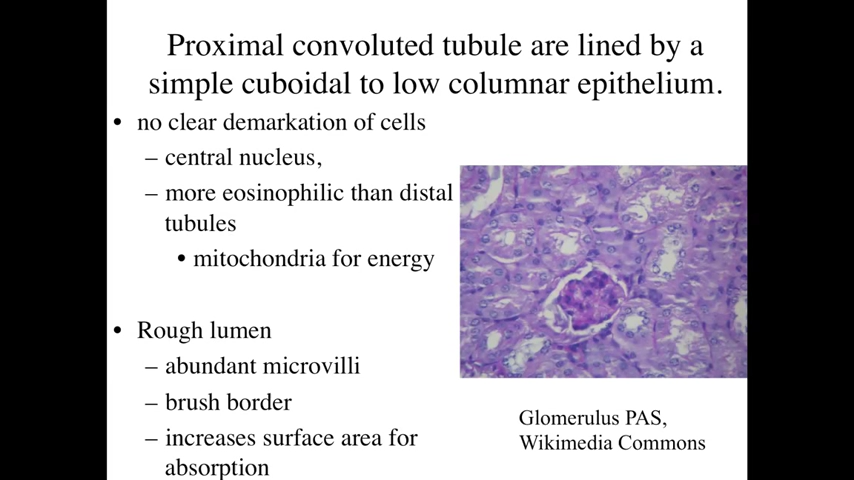 Proximal convoluted tubule are lined by a
simple cuboidal to low columnar epithelium.
• no clear demarkation of cells
– central nucleus,
– more eosinophilic than distal
tubules
• mitochondria for energy
• Rough lumen
– abundant microvilli
– brush border
– increases surface area for
absorption
Glomerulus PAS,
Wikimedia Commons